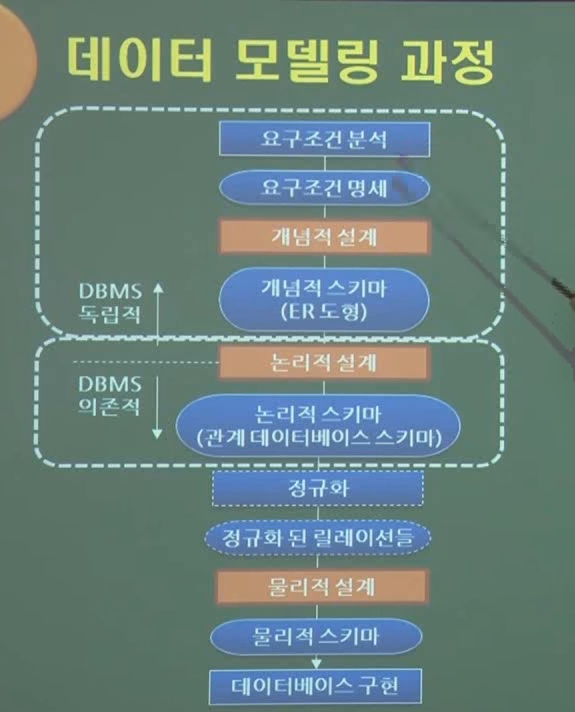 데이터 모델링 과정
요구조건 분석
요구조건 명세
개념적 설계
개념적 스키마
(ER 도형)
DBMS
독립적
논리적 설계
DBMS
의존적
논리적 스키마
(관계 데이터베이스 스키마)
정규화
정규화 된 릴레이션들
물리적 설계
물리적 스키마
데이터베이스 구현